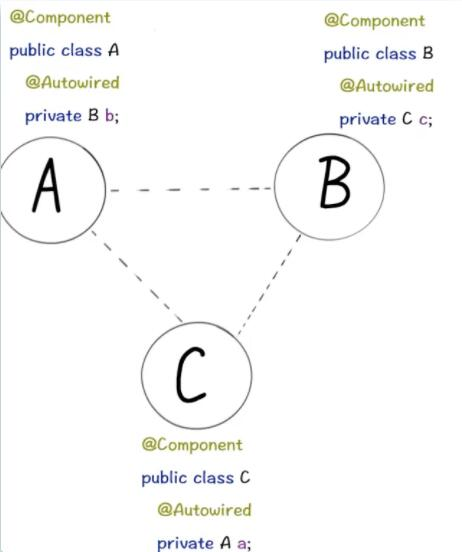 @Component
public class A
@Autowired
private B b;
@Component
public class B
@Autowired
private C c;
A
B
C
@Component
public class C
@Autowired
private A a;